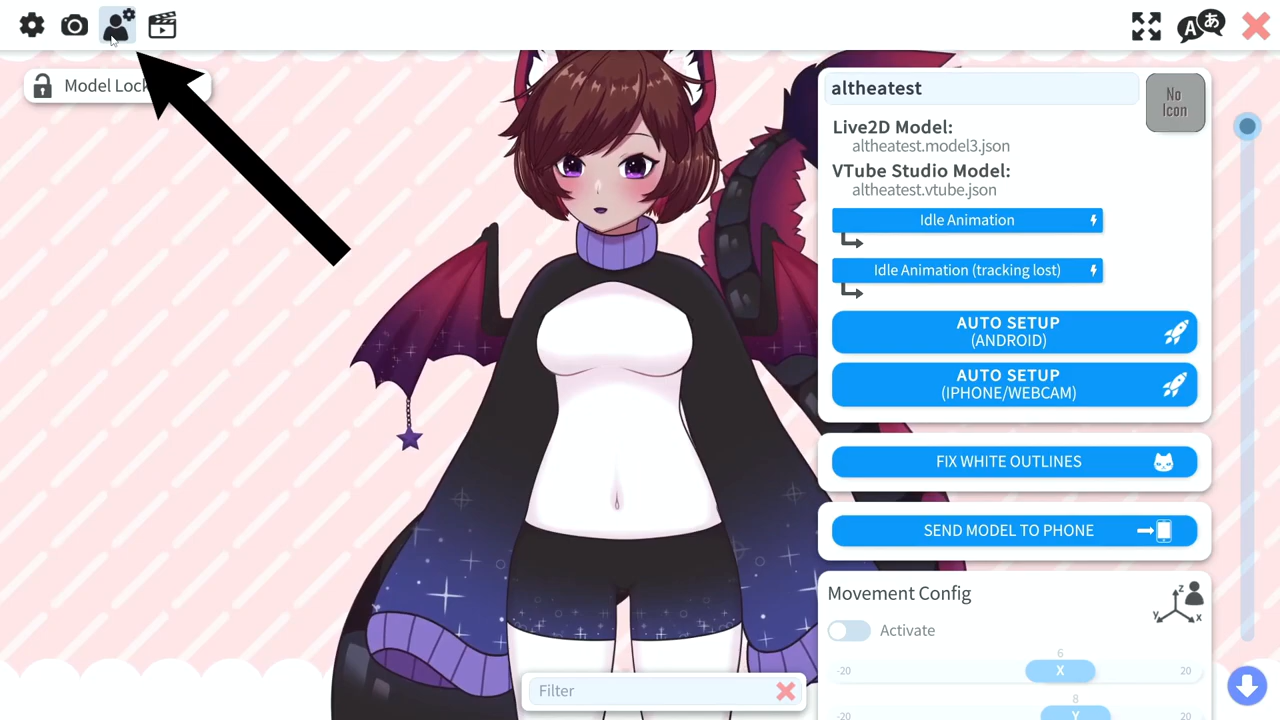 A あ
Model Lock
altheatest
No
Icon
Live2D Model:
altheatest.model3.json
VTube Studio Model:
altheatest.vtube.json
Idle Animation
Idle Animation (tracking lost)
AUTO SETUP
(ANDROID)
AUTO SETUP
(IPHONE/WEBCAM)
FIX WHITE OUTLINES
SEND MODEL TO PHONE
Movement Config
Z
Y X
Activate
6
-20 X 20
Filter
8
-20 Y 20